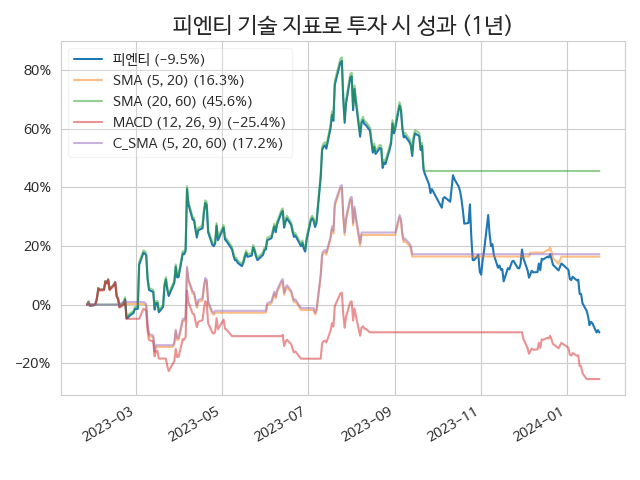 피엔티 기술 지표로 투자 시 성과 (1년)
피엔티 (−9.5%)
SMA (5, 20) (16.3%)
SMA (20, 60) (45.6%)
MACD (12, 26, 9) (−25.4%)
C_SMA (5, 20, 60) (17.2%)
80%
60%
40%
20%
0%
−20%
2023−03
2023−05
2023−07
2023−09
2023−11
2024−01